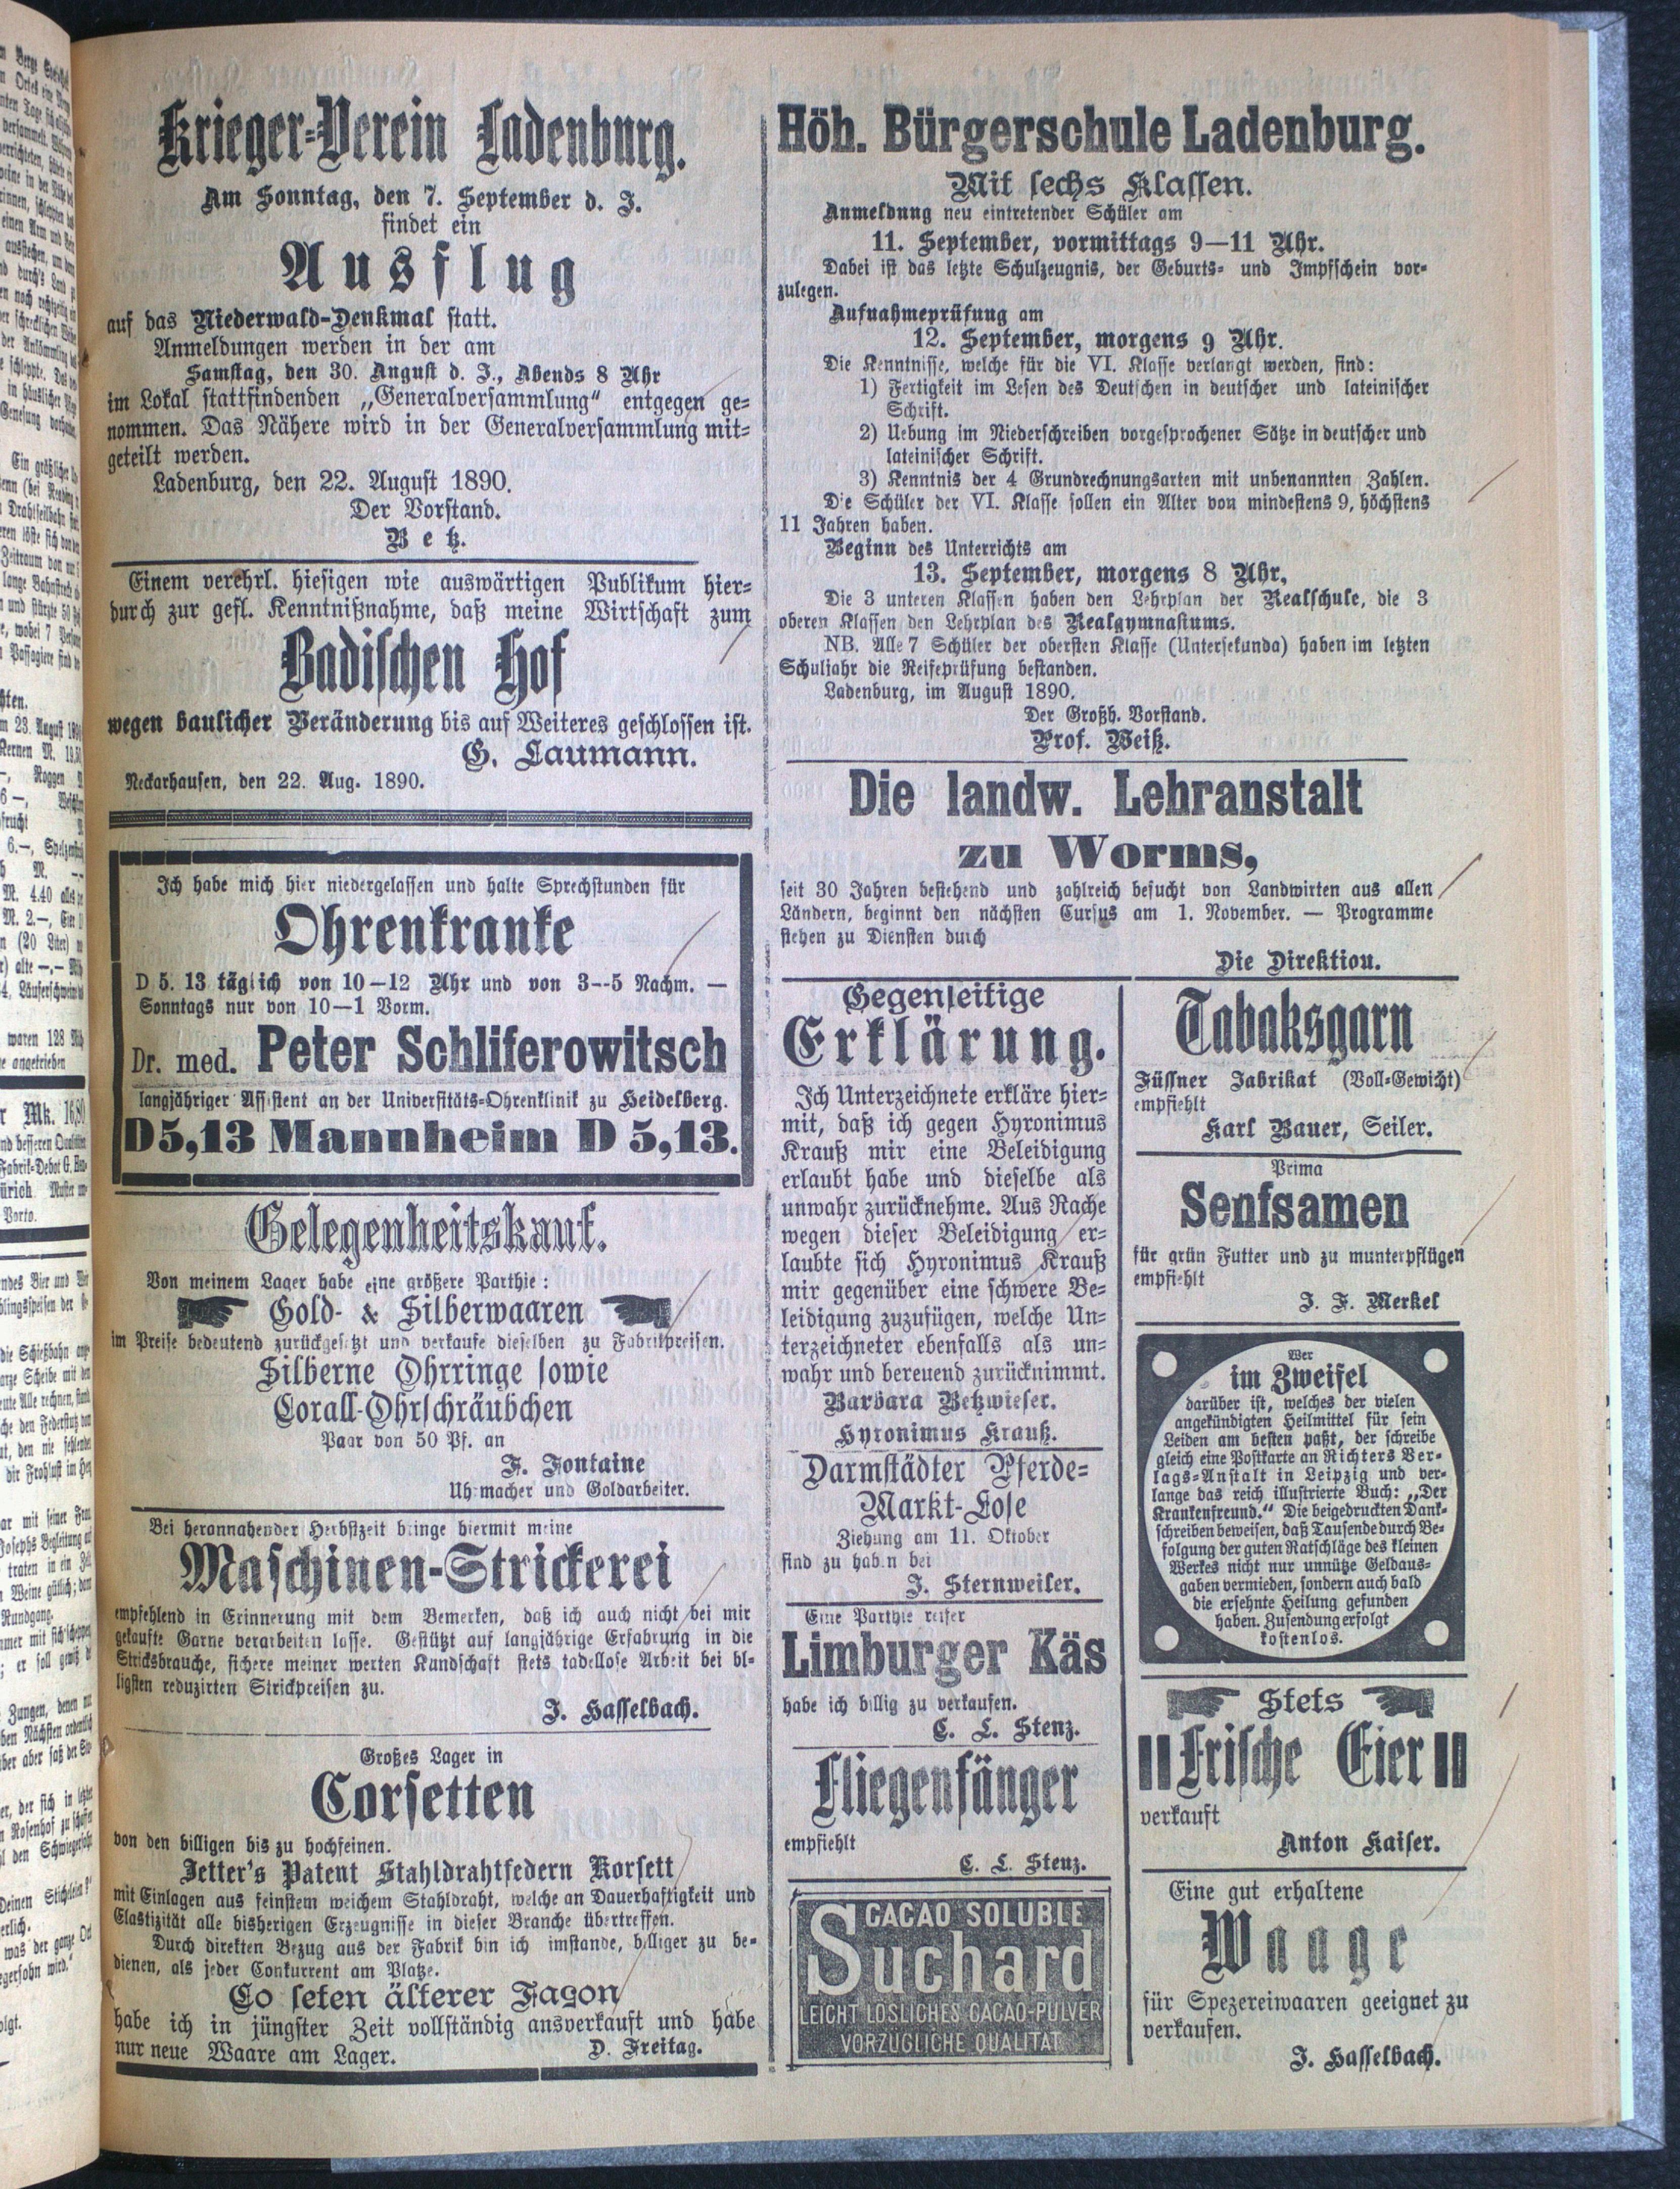 Krieger-Verein Ladenburg.
Am Sonntag, den 7. September d. J.
findet ein
Ausflug
auf das Niederwald-Denkmal statt.
Anmeldungen werden in der am
Samstag, den 30. August d. J., Abends 8 Uhr
im Lokal stattfindenden „Generalversammlung“ entgegen ge-
nommen. Das Nähere wird in der Generalversammlung mit-
geteilt werden.
Ladenburg, den 22. August 1890.
Der Vorstand.
Betz.
Einem verehrl. hiesigen wie auswärtigen Publikum hier-
durch zur gefl. Kenntnißnahme, daß meine Wirtschaft zum
Badischen Hof
wegen baulicher Veränderung bis auf Weiteres geschlossen ist.
G. Laumann.
Neckarhausen, den 22. Aug. 1890.
Ich habe mich hier niedergelassen und halte Sprechstunden für
Ohrenkranke
D 5. 13 täglich von 10—12 Uhr und von 3--5 Nachm. —
Sonntags nur von 10—1 Vorm.
Dr. med. Peter Schliferowitsch
langjähriger Assistent an der Universitäts-Ohrenklinik zu Heidelberg.
D 5,13 Mannheim D 5,13.
Gelegenheitskauf.
Von meinem Lager habe eine größere Parthie:
Gold- & Silberwaaren
im Preise bedeutend zurückgesetzt und verkaufe dieselben zu Fabrikpreisen.
Silberne Ohrringe sowie
Corall-Ohrschräubchen
Paar von 50 Pf. an
F. Fontaine
Uhrmacher und Goldarbeiter.
Bei herannahender Herbstzeit bringe hiermit meine
Maschinen-Strickerei
empfehlend in Erinnerung mit dem Bemerken, daß ich auch nicht bei mir
gekaufte Garne verarbeiten lasse. Gestützt auf langjährige Erfahrung in die
Stricksbrauche, sichere meiner werten Kundschaft stets tadellose Arbeit bei bl-
ligsten reduzirten Strickpreisen zu.
J. Hasselbach.
Großes Lager in
Corsetten
von den billigen bis zu hochfeinen.
Jetter's Patent Stahldrahtfedern Korsett
mit Einlagen aus feinstem weichem Stahldraht, welche an Dauerhaftigkeit und
Elastizität alle bisherigen Erzeugnisse in dieser Branche übertreffen.
Durch direkten Bezug aus der Fabrik bin ich imstande, billiger zu be-
dienen, als jeder Conkurrent am Platze.
Co seten älterer Façon
habe ich in jüngster Zeit vollständig ausverkauft und habe
nur neue Waare am Lager. D. Freitag.
Höh. Bürgerschule Ladenburg.
Mit sechs Klassen.
Anmeldung neu eintretender Schüler am
11. September, vormittags 9—11 Uhr.
Dabei ist das letzte Schulzeugnis, der Geburts- und Impfschein vor-
zulegen.
Aufnahmeprüfung am
12. September, morgens 9 Uhr.
Die Kenntnisse, welche für die VI. Klasse verlangt werden, sind:
1) Fertigkeit im Lesen des Deutschen in deutscher und lateinischer
Schrift.
2) Uebung im Niederschreiben vorgesprochener Sätze in deutscher und
lateinischer Schrift.
3) Kenntnis der 4 Grundrechnungsarten mit unbenannten Zahlen.
Die Schüler der VI. Klasse sollen ein Alter von mindestens 9, höchstens
11 Jahren haben.
Beginn des Unterrichts am
13. September, morgens 8 Uhr,
Die 3 unteren Klassen haben den Lehrplan der Realschule, die 3
oberen Klassen den Lehrplan des Realgymnasiums.
NB. Alle 7 Schüler der obersten Klasse (Untersekunda) haben im letzten
Schuljahr die Reifeprüfung bestanden.
Ladenburg, im August 1890.
Der Großh. Vorstand.
Prof. Weiß.
Die landw. Lehranstalt
zu Worms,
seit 30 Jahren bestehend und zahlreich besucht von Landwirten aus allen
Ländern, beginnt den nächsten Cursus am 1. November. — Programme
stehen zu Diensten durch
Die Direktion.
Gegenseitige
Erklärung.
Ich Unterzeichnete erkläre hier-
mit, daß ich gegen Hyronimus
Krauß mir eine Beleidigung
erlaubt habe und dieselbe als
unwahr zurücknehme. Aus Rache
wegen dieser Beleidigung er-
laubte sich Hyronimus Krauß
mir gegenüber eine schwere Be-
leidigung zuzufügen, welche Un-
terzeichneter ebenfalls als un-
wahr und bereuend zurücknimmt.
Barbara Betzwieser.
Hyronimus Krauß.
Darmstädter Pferde-
Markt-Lose
Ziehung am 11. Oktober
sind zu haben bei
J. Sternweiler.
Eine Parthie reifer
Limburger Käs
habe ich billig zu verkaufen.
C. L. Stenz.
Fliegenfänger
empfiehlt
C. L. Stenz.
CACAO SOLUBLE
Suchard
LEICHT LÖSLICHES CACAO-PULVER
VORZÜGLICHE QUALITÄT
Tabaksgarn
Füssner Fabrikat (Voll-Gewicht)
empfiehlt
Karl Bauer, Seiler.
Prima
Senfsamen
für grün Futter und zu munterpflügen
empfiehlt
J. F. Merkel
Wer
im Zweifel
darüber ist, welches der vielen
angekündigten Heilmittel für sein
Leiden am besten paßt, der schreibe
gleich eine Postkarte an Richters Ver-
lags-Anstalt in Leipzig und ver-
lange das reich illustrierte Buch: „Der
Krankenfreund.“ Die beigedruckten Dank-
schreiben beweisen, daß Tausende durch Be-
folgung der guten Ratschläge des kleinen
Werkes nicht nur unnütze Geldaus-
gaben vermieden, sondern auch bald
die ersehnte Heilung gefunden
haben. Zusendung erfolgt
kostenlos.
Stets
frische Eier
verkauft
Anton Kaiser.
Eine gut erhaltene
Waage
für Spezereiwaaren geeignet zu
verkaufen.
J. Hasselbach.